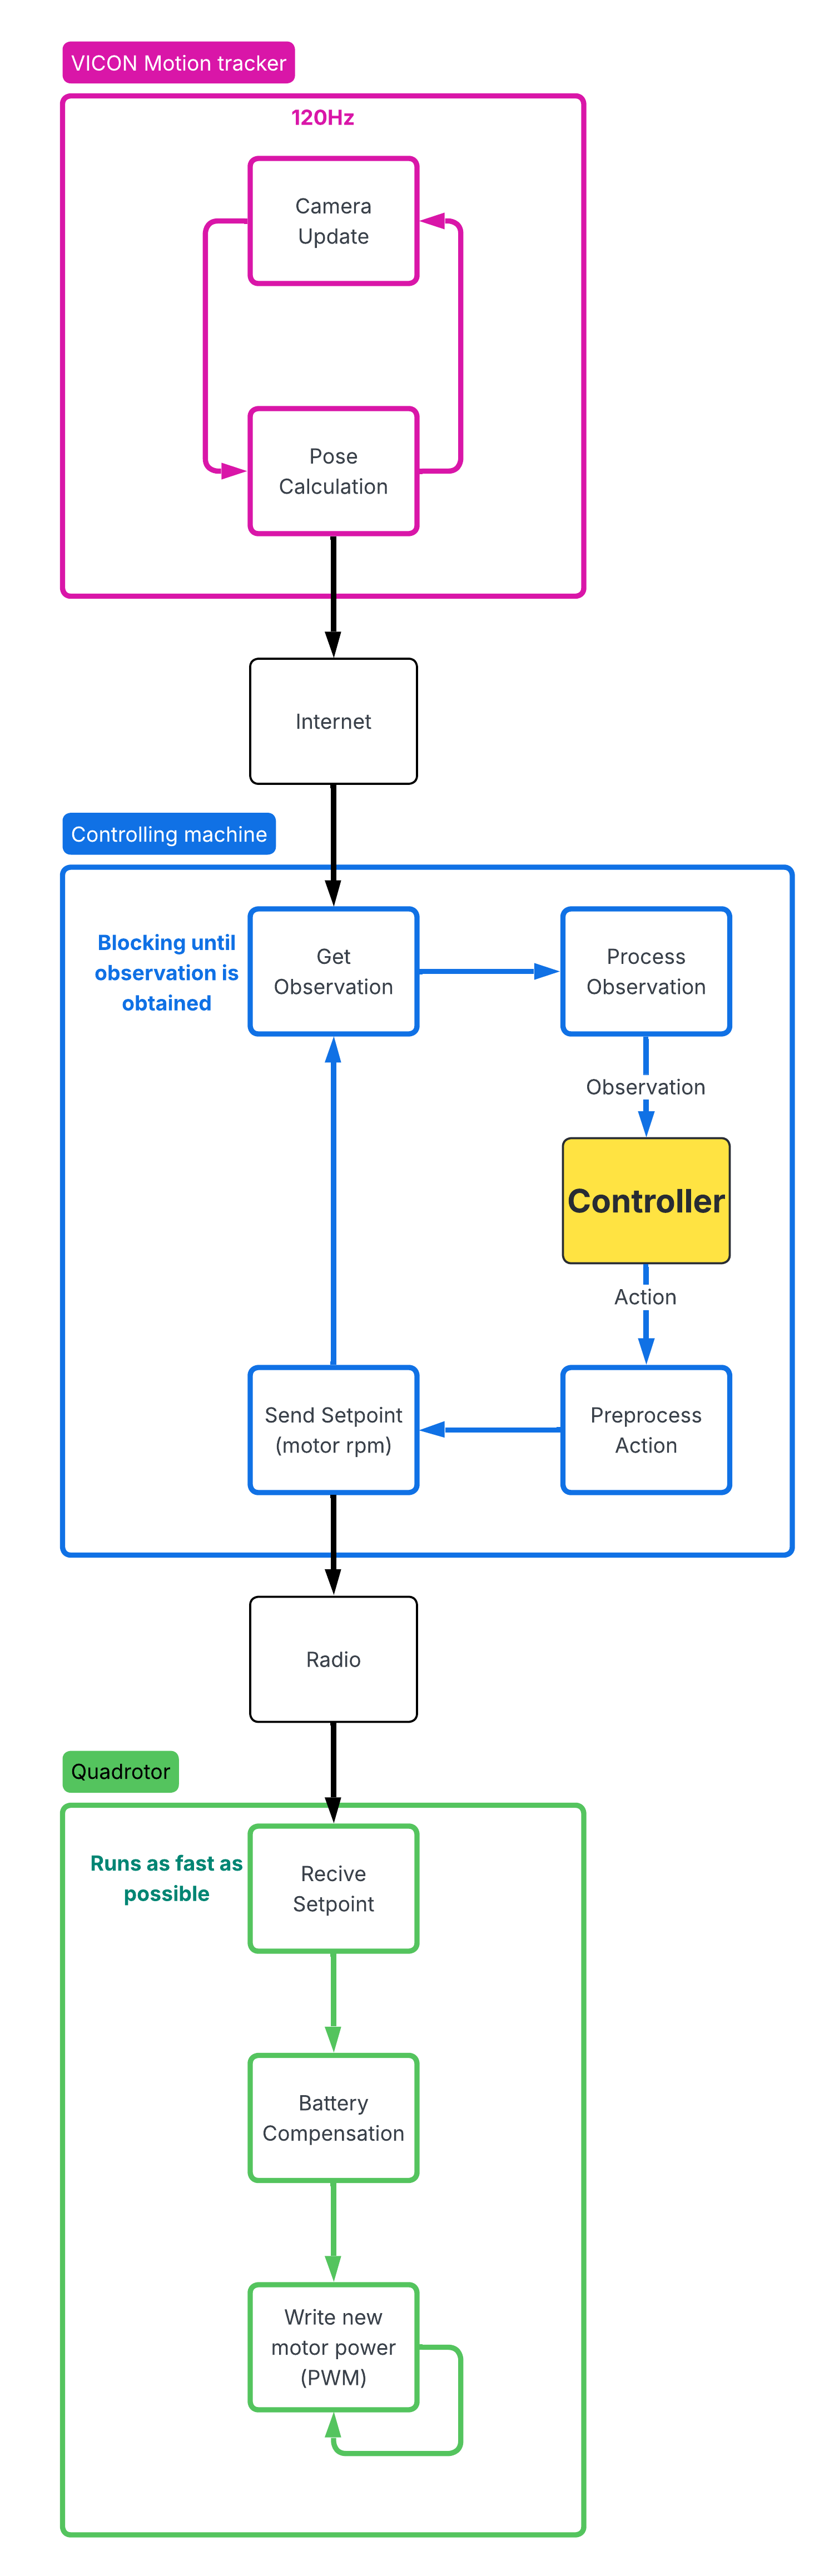 VICON Motion tracker
120Hz
Camera
Update
Pose
Calculation
Internet
Controlling machine
Blocking until
observation is
obtained
Get
Observation
Process
Observation
Observation
Controller
Action
Send Setpoint
(motor rpm)
Preprocess
Action
Radio
Quadrotor
Runs as fast as
possible
Recive
Setpoint
Battery
Compensation
Write new
motor power
(PWM)